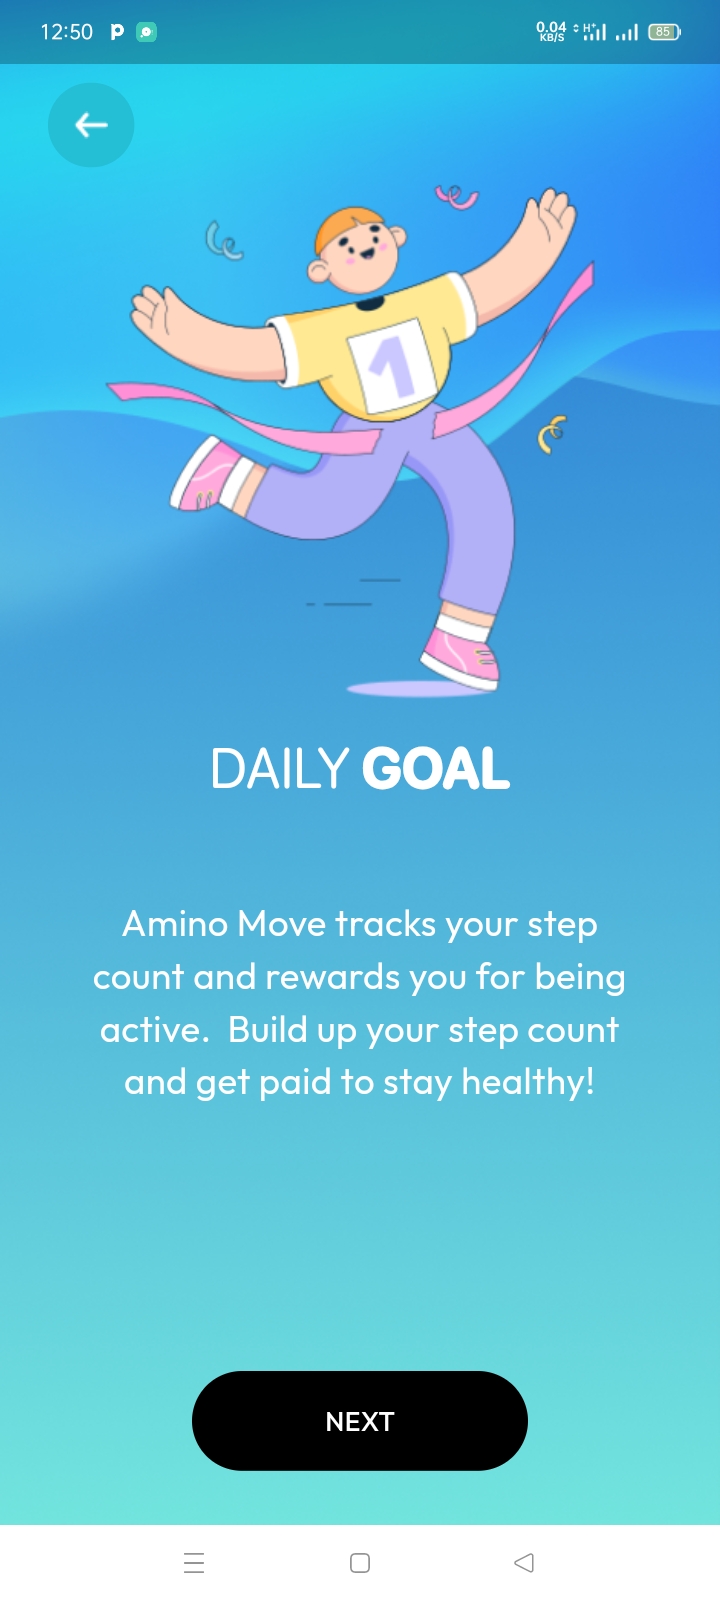 12:50
0.04
KB/S
H+
85
1
DAILY GOAL
Amino Move tracks your step
count and rewards you for being
active.  Build up your step count
and get paid to stay healthy!
NEXT